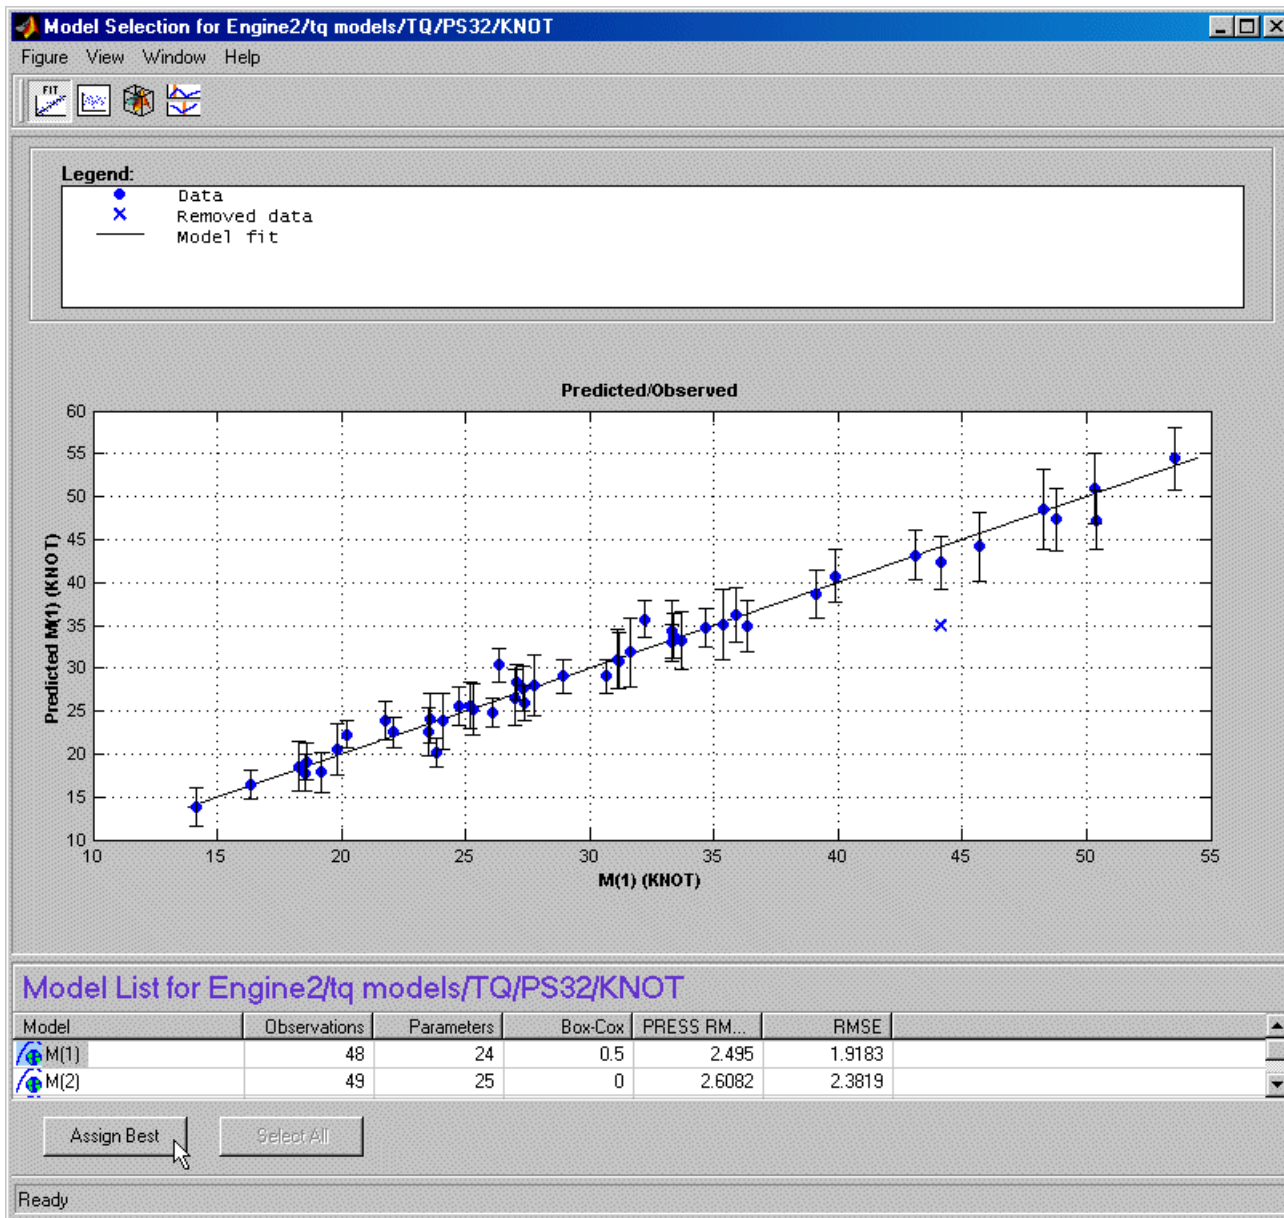 Model Selection for Engine2/tq models/TQ/PS32/KNOT
Figure View Window Help
FIT
Legend:
Data
Removed data
Model fit
Predicted/Observed
Predicted M(1) (KNOT)
60
55
50
45
40
35
30
25
20
15
10
10 15 20 25 30 35 40 45 50 55
M(1) (KNOT)
Model List for Engine2/tq models/TQ/PS32/KNOT
Model Observations Parameters Box-Cox PRESS RM... RMSE
M(1) 48 24 0.5 2.495 1.9183
M(2) 49 25 0 2.6082 2.3819
Assign Best Select All
Ready